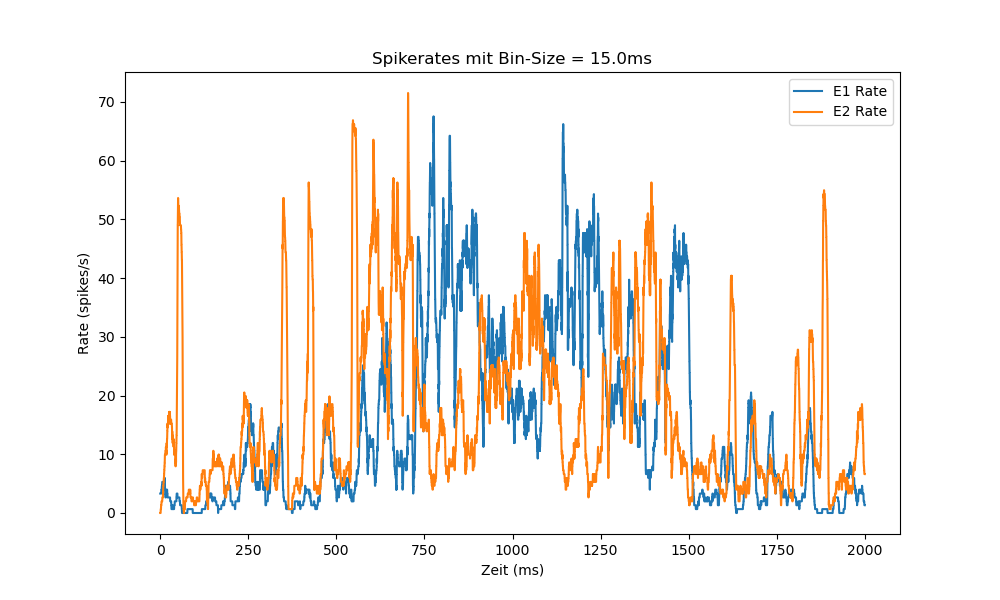 Spikerates mit Bin-Size = 15.0ms
E1 Rate
E2 Rate
70
60
50
40
30
20
10
0
Rate (spikes/s)
0 250 500 750 1000 1250 1500 1750 2000
Zeit (ms)